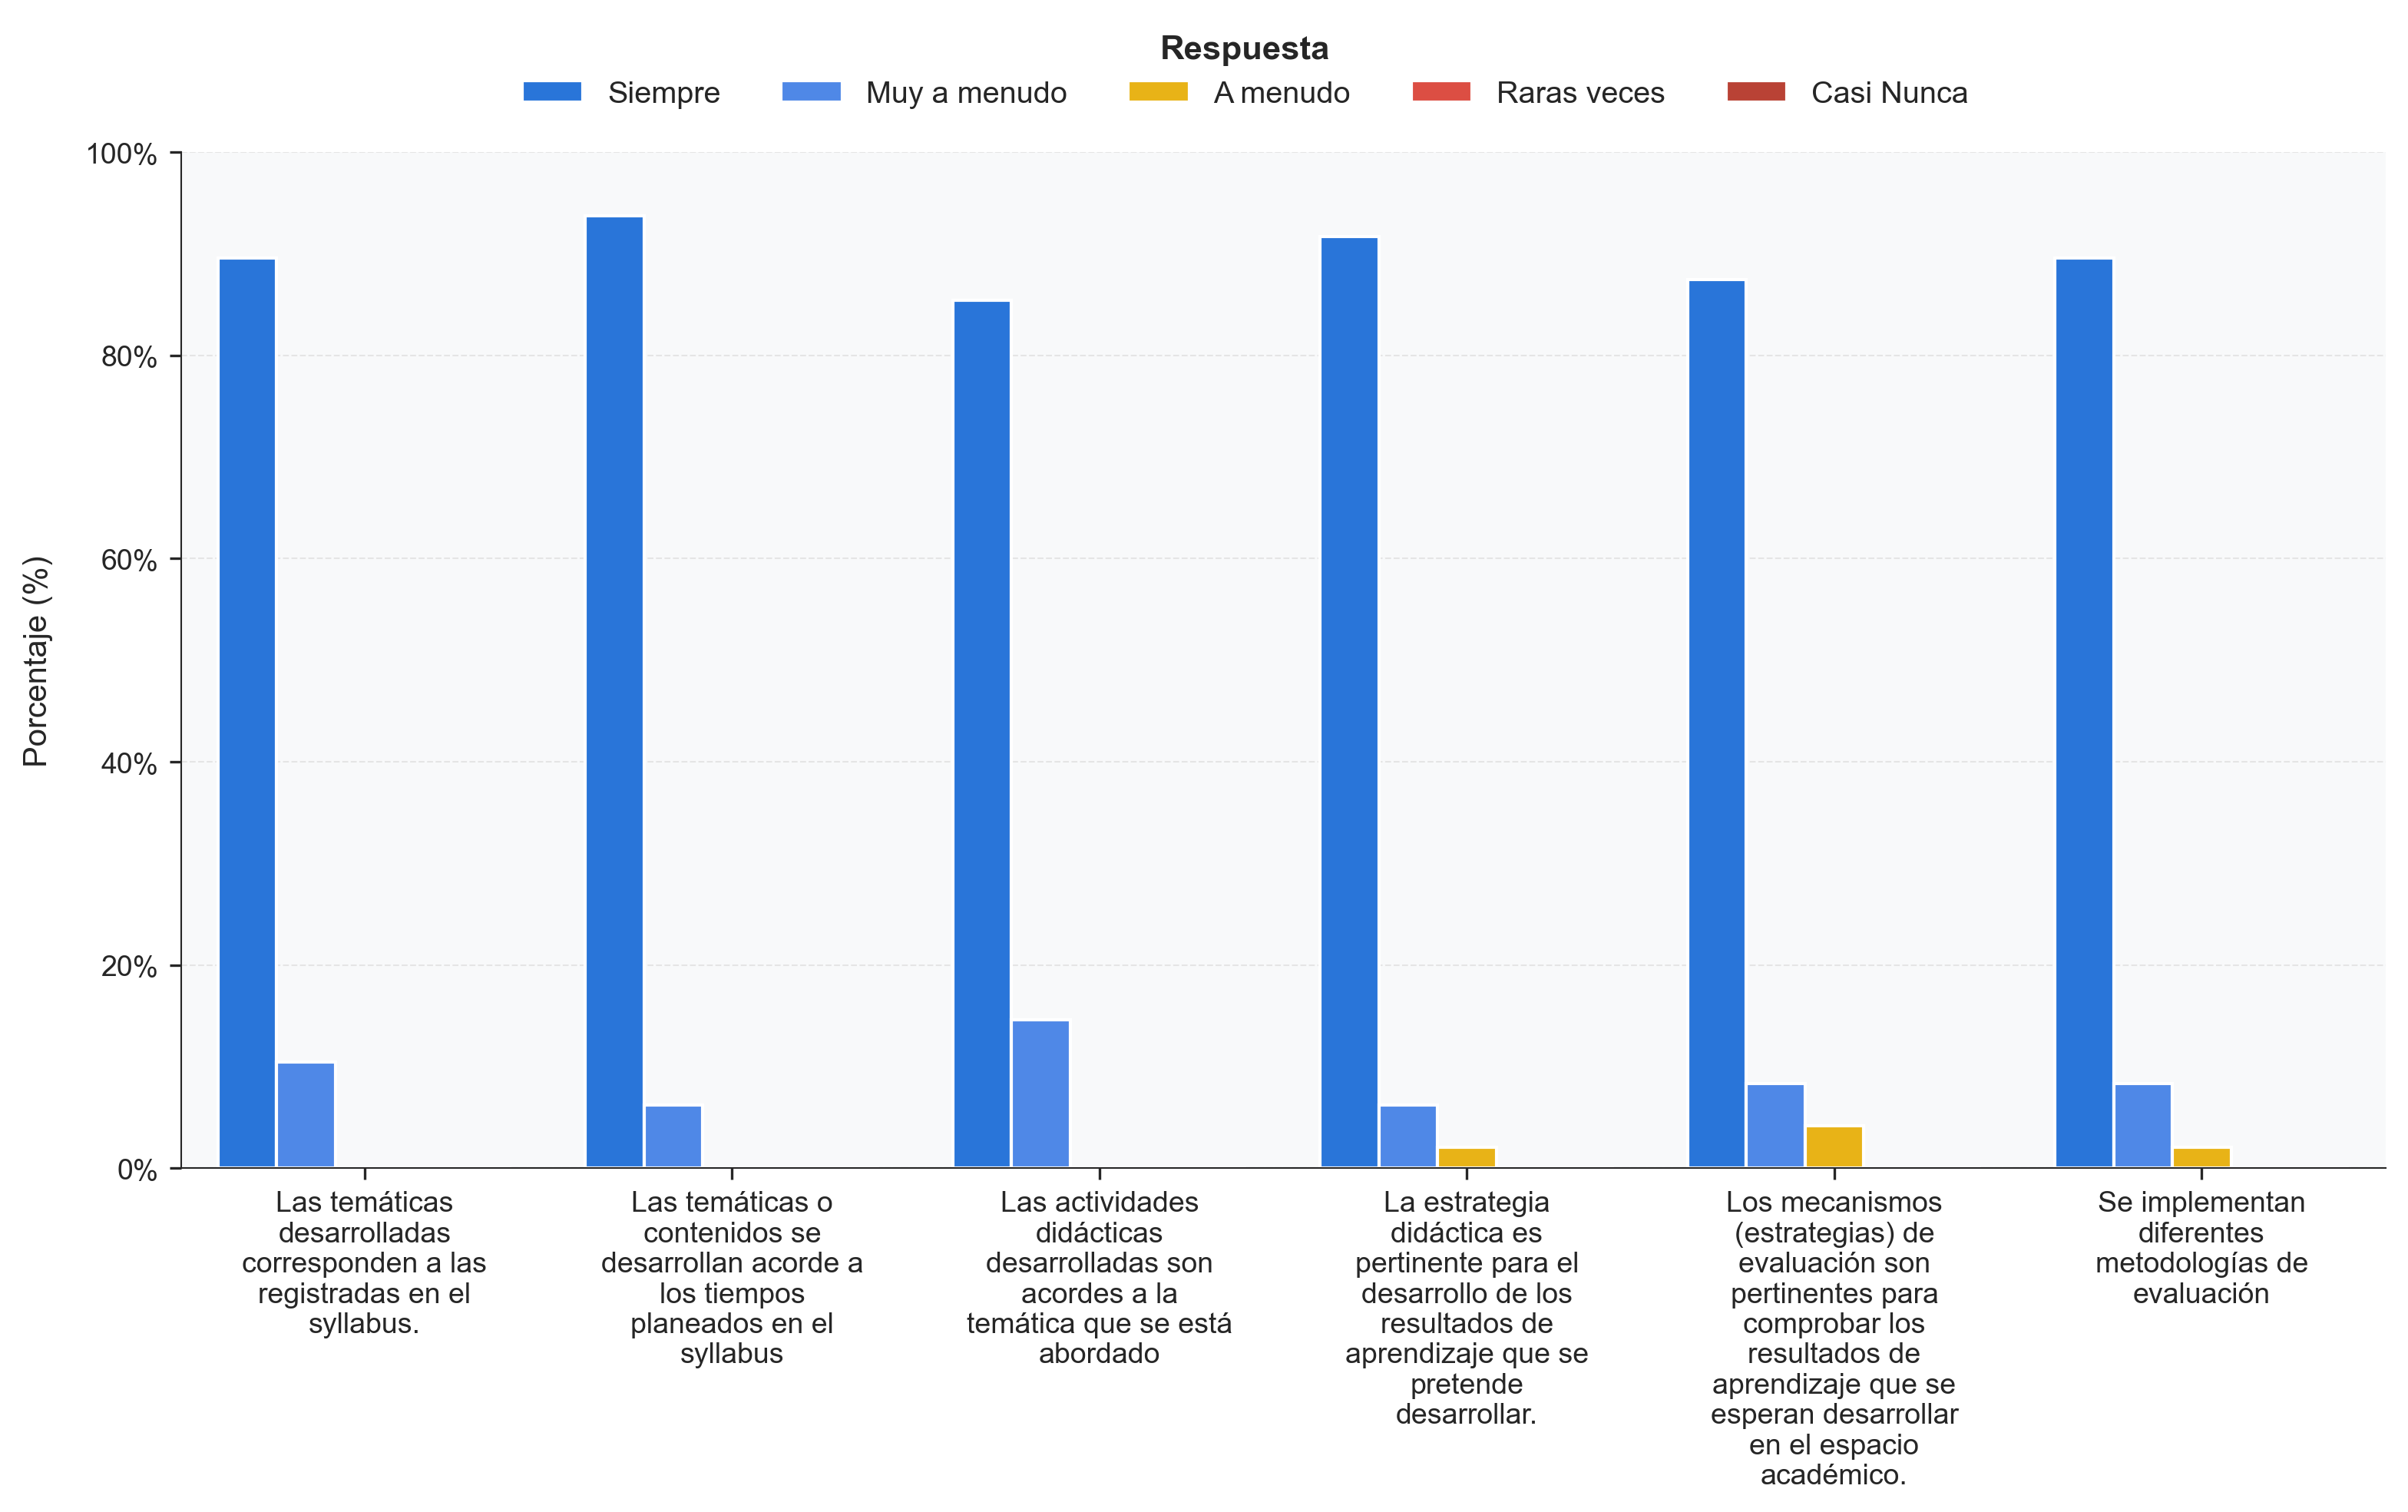 Respuesta
Siempre Muy a menudo A menudo Raras veces Casi Nunca
Porcentaje (%)
100%
80%
60%
40%
20%
0%
Las temáticas
desarrolladas
corresponden a las
registradas en el
syllabus.
Las temáticas o
contenidos se
desarrollan acorde a
los tiempos
planeados en el
syllabus
Las actividades
didácticas
desarrolladas son
acordes a la
temática que se está
abordado
La estrategia
didáctica es
pertinente para el
desarrollo de los
resultados de
aprendizaje que se
pretende
desarrollar.
Los mecanismos
(estrategias) de
evaluación son
pertinentes para
comprobar los
resultados de
aprendizaje que se
esperan desarrollar
en el espacio
académico.
Se implementan
diferentes
metodologías de
evaluación